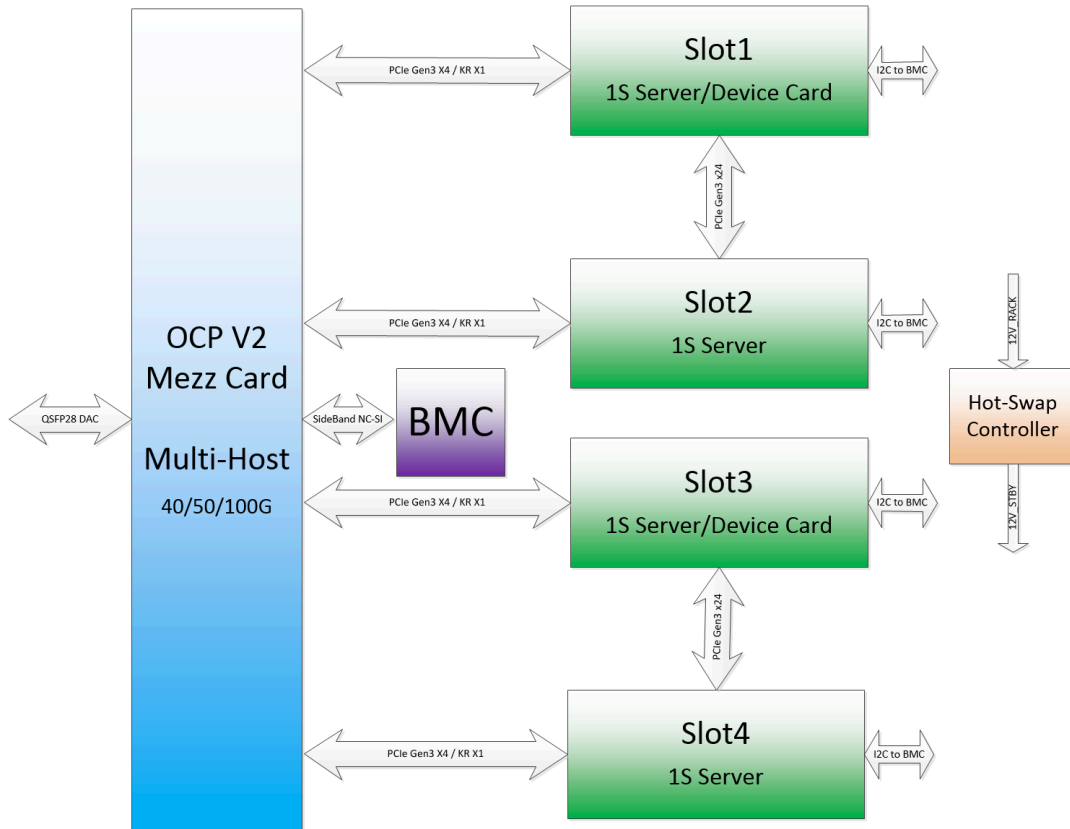 PCIe Gen3 X4 / KR X1
Slot1
1S Server/Device Card
I2C to BMC
PCIe Gen3 x24
PCIe Gen3 X4 / KR X1
Slot2
1S Server
I2C to BMC
12V_RACK
Hot-Swap
Controller
12V_STBY
OCP V2
Mezz Card
Multi-Host
40/50/100G
QSFP28 DAC
SideBand NC-SI
BMC
PCIe Gen3 X4 / KR X1
Slot3
1S Server/Device Card
I2C to BMC
PCIe Gen3 x24
PCIe Gen3 X4 / KR X1
Slot4
1S Server
I2C to BMC